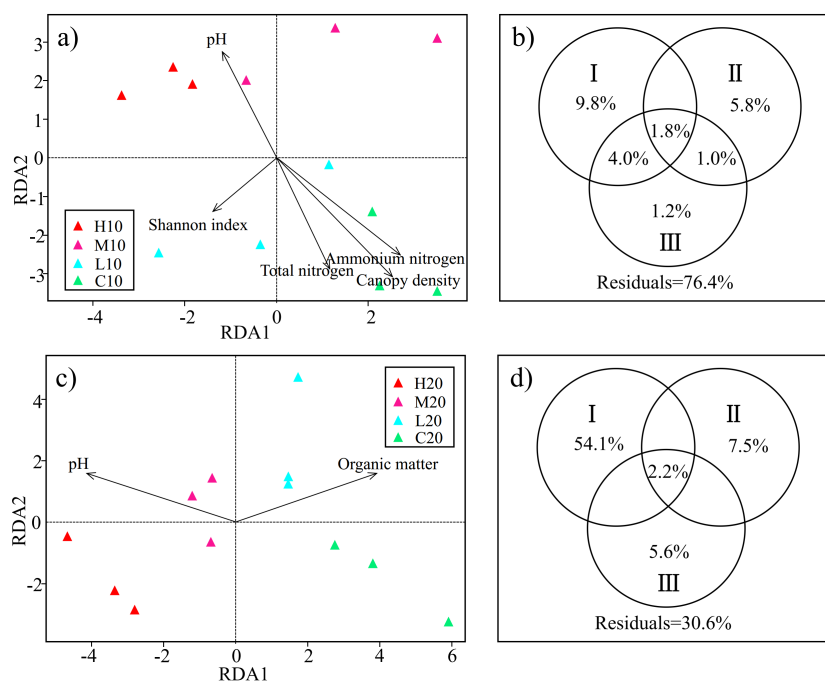 a)
pH
Shannon index
Ammonium nitrogen
Total nitrogen
Canopy density
H10
M10
L10
C10
3
2
1
0
-1
-2
-3
RDA2
-4
-2
0
2
RDA1
b)
I
II
9.8%
5.8%
1.8%
4.0%
1.0%
1.2%
III
Residuals=76.4%
c)
H20
M20
L20
C20
pH
Organic matter
4
2
0
-2
RDA2
-4
-2
0
2
4
6
RDA1
d)
I
II
54.1%
7.5%
2.2%
5.6%
III
Residuals=30.6%